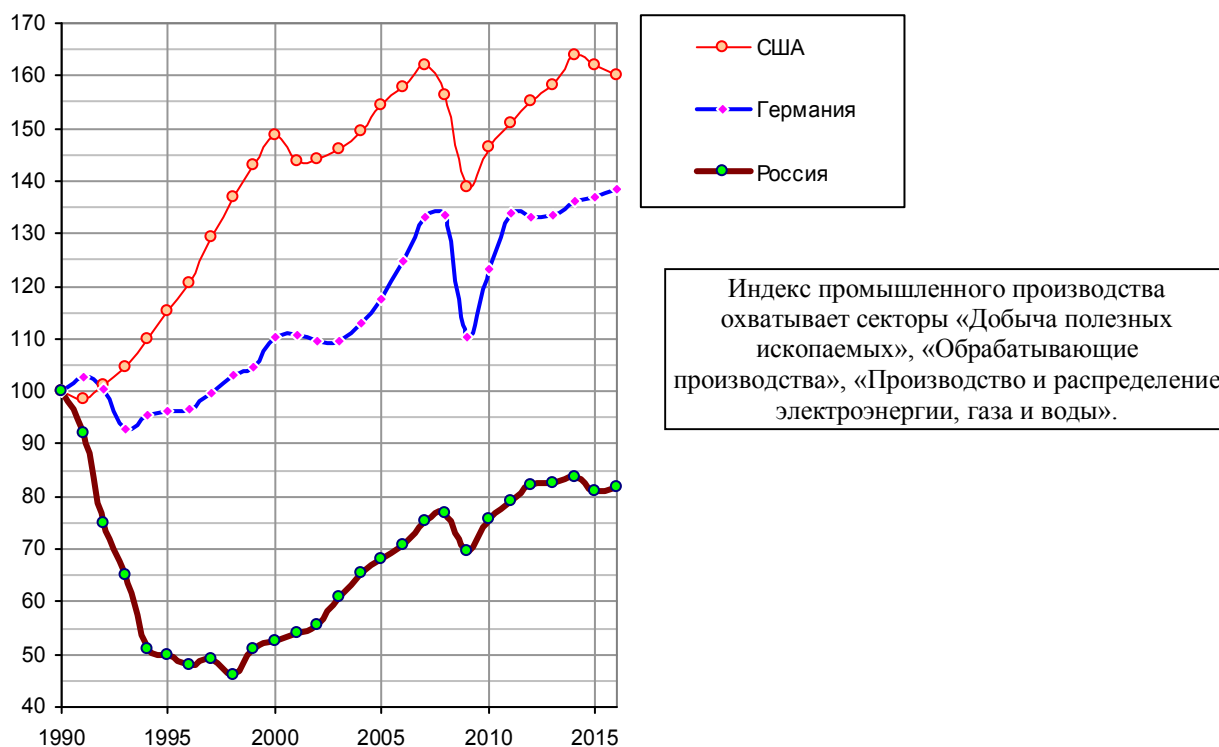 170
160
150
140
130
120
110
100
90
80
70
60
50
40
1990 1995 2000 2005 2010 2015
США
Германия
Россия
Индекс промышленного производства
охватывает секторы «Добыча полезных
ископаемых», «Обрабатывающие
производства», «Производство и распределение
электроэнергии, газа и воды».